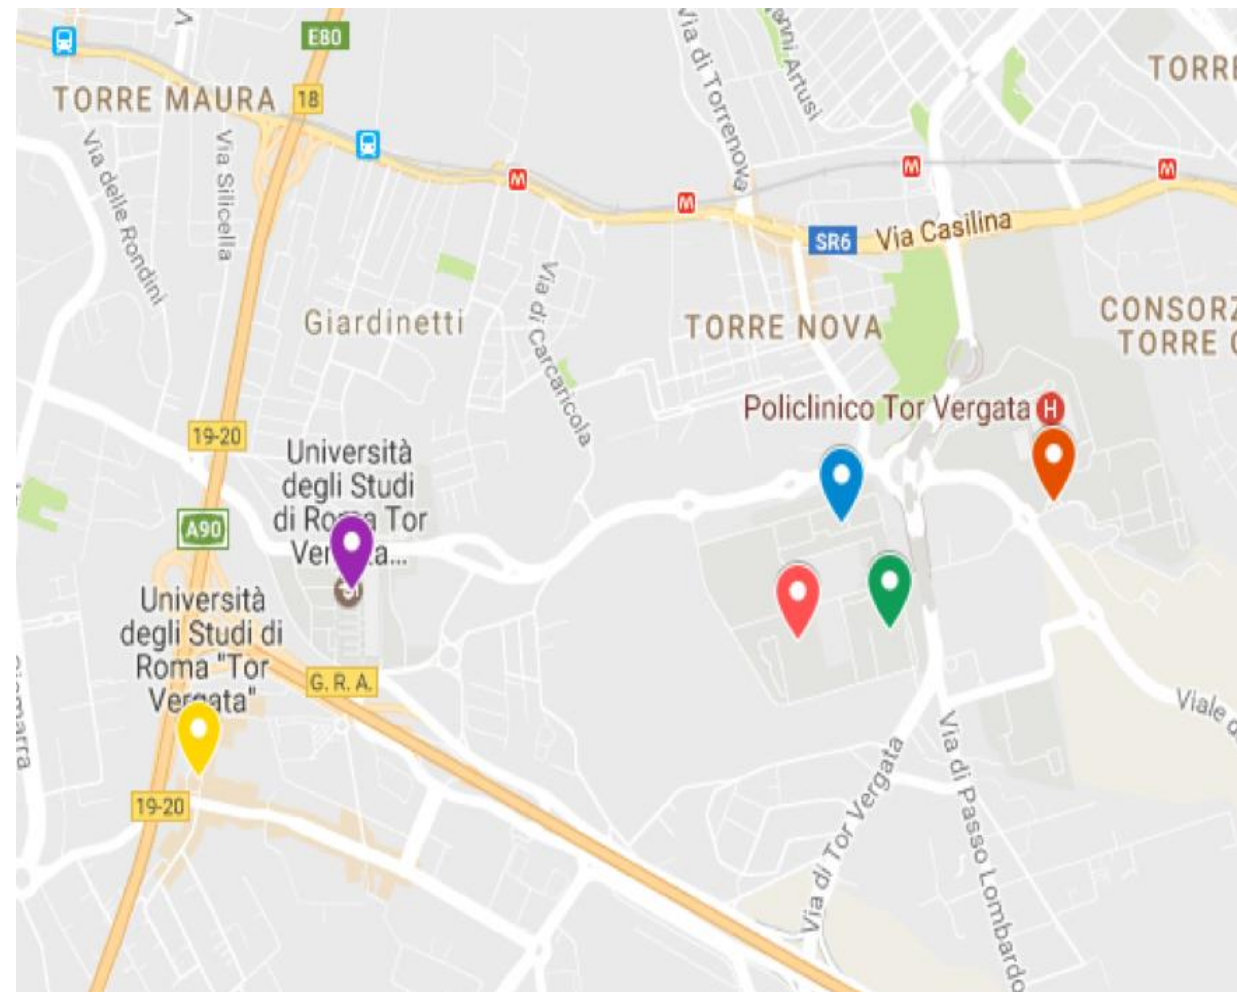 E80
TORRE MAURA
18
Via delle Rondini
Via Silicella
Via di Torrenova
Artusi
TORRE
M
M
M
M
SR6
Via Casilina
Giardinetti
Via di Carcaricola
TORRE NOVA
CONSORZ
TORRE
Policlinico Tor Vergata
H
19-20
Università
degli Studi
di Roma Tor
A90
Università
degli Studi di
Roma "Tor
Vergata"
G. R. A.
19-20
Via di Tor Vergata
Via di Passo Lombardo
Viale